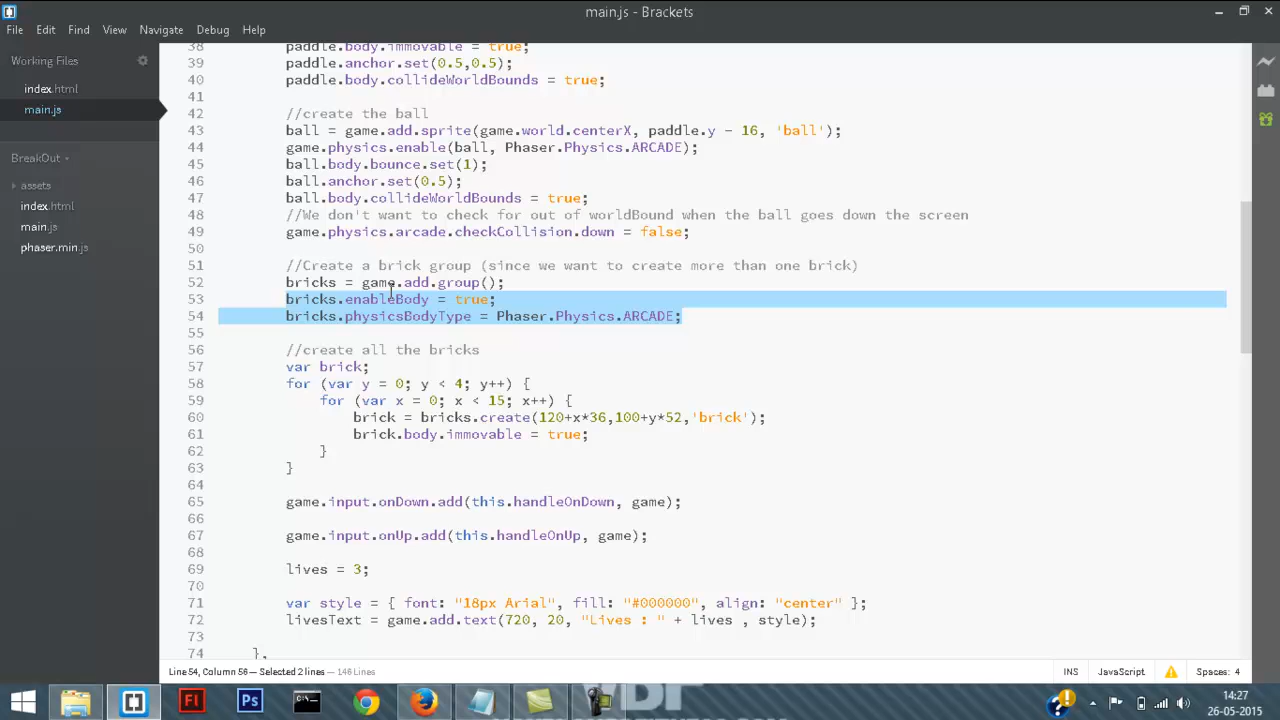 main.js - Brackets
File Edit Find View Navigate Debug Help
Working Files
index.html
main.js
BreakOut
assets
index.html
main.js
phaser.min.js
38 paddle.body.immovable = true;
39 paddle.anchor.set(0.5,0.5);
40 paddle.body.collideWorldBounds = true;
41
42 //create the ball
43 ball = game.add.sprite(game.world.centerX, paddle.y - 16, 'ball');
44 game.physics.enable(ball, Phaser.Physics.ARCADE);
45 ball.body.bounce.set(1);
46 ball.anchor.set(0.5);
47 ball.body.collideWorldBounds = true;
48 //We don't want to check for out of worldBound when the ball goes down the screen
49 game.physics.arcade.checkCollision.down = false;
50
51 //Create a brick group (since we want to create more than one brick)
52 bricks = game.add.group();
53 bricks.enableBody = true;
54 bricks.physicsBodyType = Phaser.Physics.ARCADE;
55
56 //create all the bricks
57 var brick;
58 for (var y = 0; y < 4; y++) {
59 for (var x = 0; x < 15; x++) {
60 brick = bricks.create(120+x*36,100+y*52,'brick');
61 brick.body.immovable = true;
62 }
63 }
64
65 game.input.onDown.add(this.handleOnDown, game);
66
67 game.input.onUp.add(this.handleOnUp, game);
68
69 lives = 3;
70
71 var style = { font: "18px Arial", fill: "#000000", align: "center" };
72 livesText = game.add.text(720, 20, "Lives : " + lives , style);
73
74 },
Line 54, Column 56 — Selected 2 lines — 146 Lines
INS JavaScript Spaces: 4
Fl Ps
14:27
26-05-2015